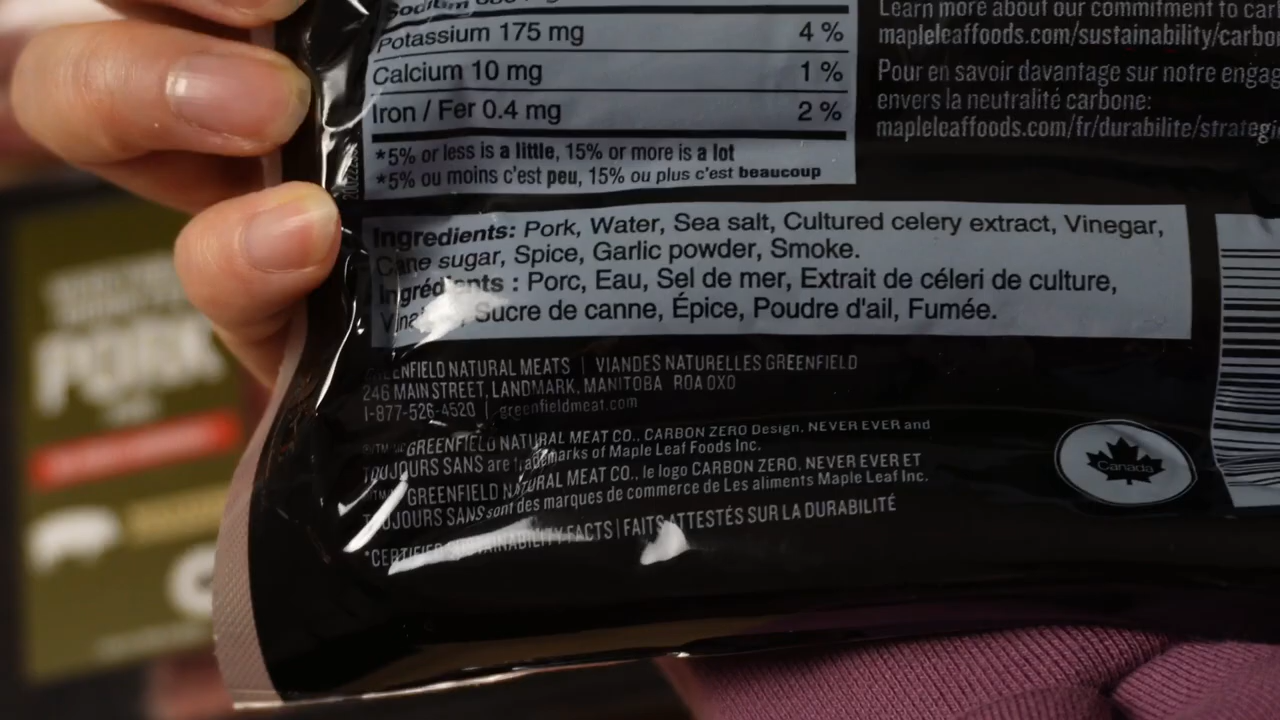 Sodium
Potassium 175 mg 4 %
Calcium 10 mg 1 %
Iron / Fer 0.4 mg 2 %
*5% or less is a little, 15% or more is a lot
*5% ou moins c'est peu, 15% ou plus c'est beaucoup
Learn more about our commitment to
mapleleaffoods.com/sustainability/carbo
Pour en savoir davantage sur notre engag
envers la neutralité carbone:
mapleleaffoods.com/fr/durabilite/strategi
Ingredients: Pork, Water, Sea salt, Cultured celery extract, Vinegar,
Cane sugar, Spice, Garlic powder, Smoke.
Ingrédients : Porc, Eau, Sel de mer, Extrait de céleri de culture,
Sucre de canne, Épice, Poudre d'ail, Fumée.
GREENFIELD NATURAL MEATS | VIANDES NATURELLES GREENFIELD
246 MAIN STREET, LANDMARK, MANITOBA R0A 0X0
1-877-526-4520 | greenfieldmeat.com
GREENFIELD NATURAL MEAT CO., CARBON ZERO Design, NEVER EVER and
TOUJOURS SANS are trademarks of Maple Leaf Foods Inc.
GREENFIELD NATURAL MEAT CO., le logo CARBON ZERO, NEVER EVER ET
TOUJOURS SANS sont des marques de commerce de Les aliments Maple Leaf Inc.
*CERTIFIED SUSTAINABILITY FACTS | FAITS ATTESTÉS SUR LA DURABILITÉ
Canada
PORK